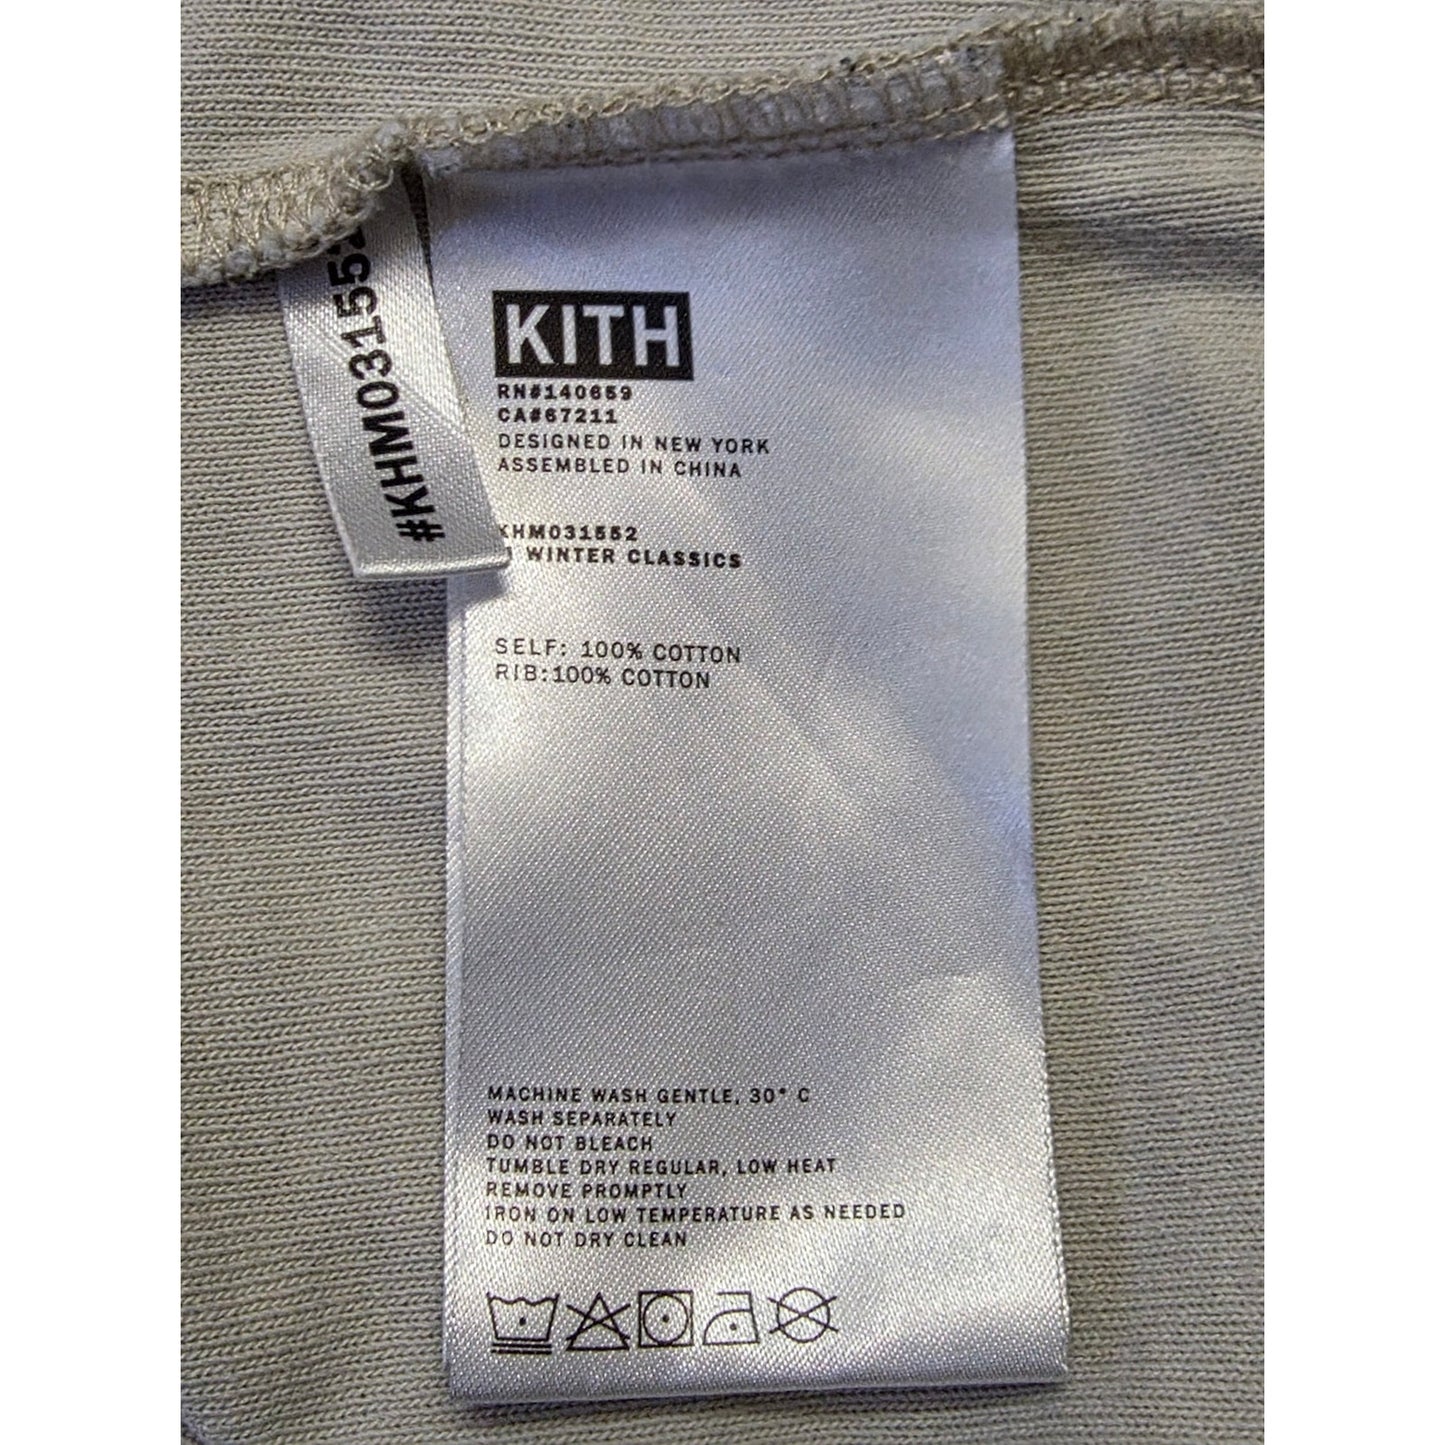 #KHM031552
KITH
RN#140659
CA#67211
DESIGNED IN NEW YORK
ASSEMBLED IN CHINA
KHM031552
WINTER CLASSICS
SELF: 100% COTTON
RIB:100% COTTON
MACHINE WASH GENTLE, 30° C
WASH SEPARATELY
DO NOT BLEACH
TUMBLE DRY REGULAR, LOW HEAT
REMOVE PROMPTLY
IRON ON LOW TEMPERATURE AS NEEDED
DO NOT DRY CLEAN